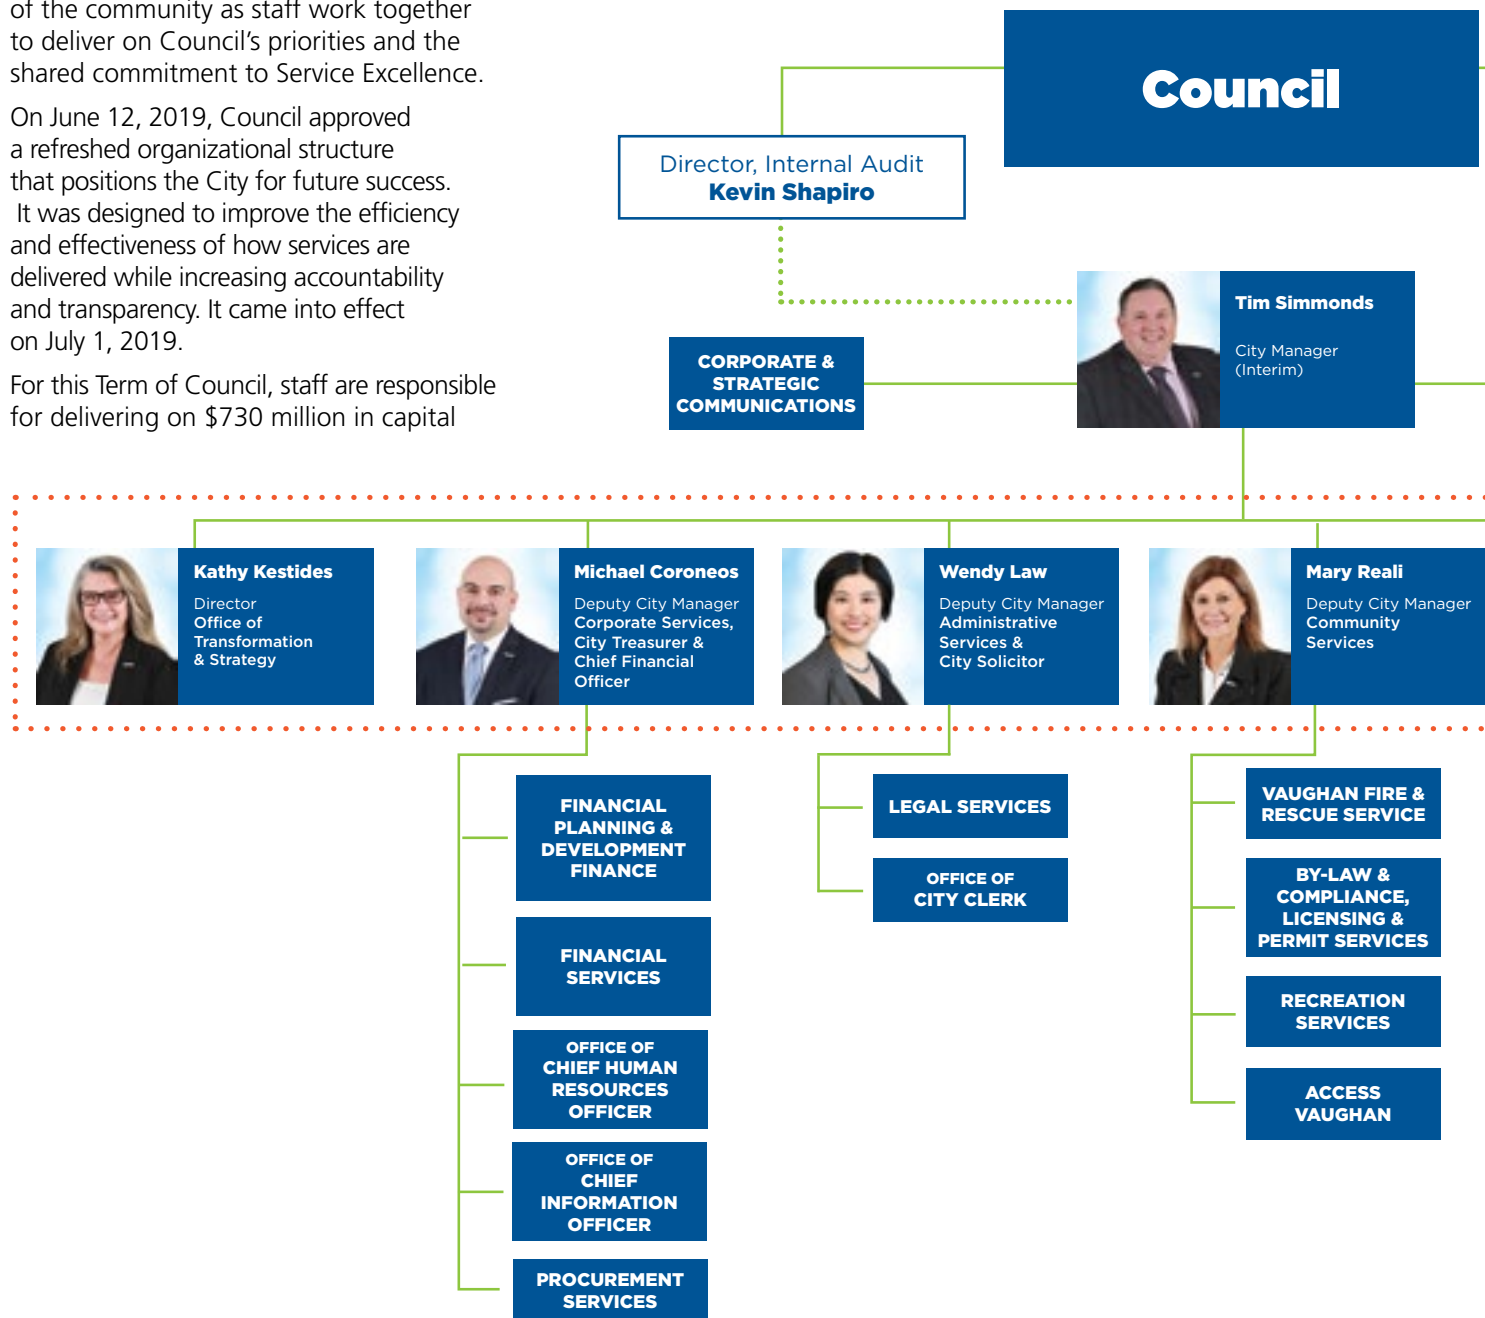 of the community as staff work together
to deliver on Council’s priorities and the
shared commitment to Service Excellence.
On June 12, 2019, Council approved
a refreshed organizational structure
that positions the City for future success.
It was designed to improve the efficiency
and effectiveness of how services are
delivered while increasing accountability
and transparency. It came into effect
on July 1, 2019.
For this Term of Council, staff are responsible
for delivering on $730 million in capital
Council
Director, Internal Audit
Kevin Shapiro
Tim Simmonds
City Manager
(Interim)
CORPORATE &
STRATEGIC
COMMUNICATIONS
Kathy Kestides
Director
Office of
Transformation
& Strategy
Michael Coroneos
Deputy City Manager
Corporate Services,
City Treasurer &
Chief Financial
Officer
Wendy Law
Deputy City Manager
Administrative
Services &
City Solicitor
Mary Reali
Deputy City Manager
Community
Services
FINANCIAL
PLANNING &
DEVELOPMENT
FINANCE
FINANCIAL
SERVICES
OFFICE OF
CHIEF HUMAN
RESOURCES
OFFICER
OFFICE OF
CHIEF
INFORMATION
OFFICER
PROCUREMENT
SERVICES
LEGAL SERVICES
OFFICE OF
CITY CLERK
VAUGHAN FIRE &
RESCUE SERVICE
BY-LAW &
COMPLIANCE,
LICENSING &
PERMIT SERVICES
RECREATION
SERVICES
ACCESS
VAUGHAN